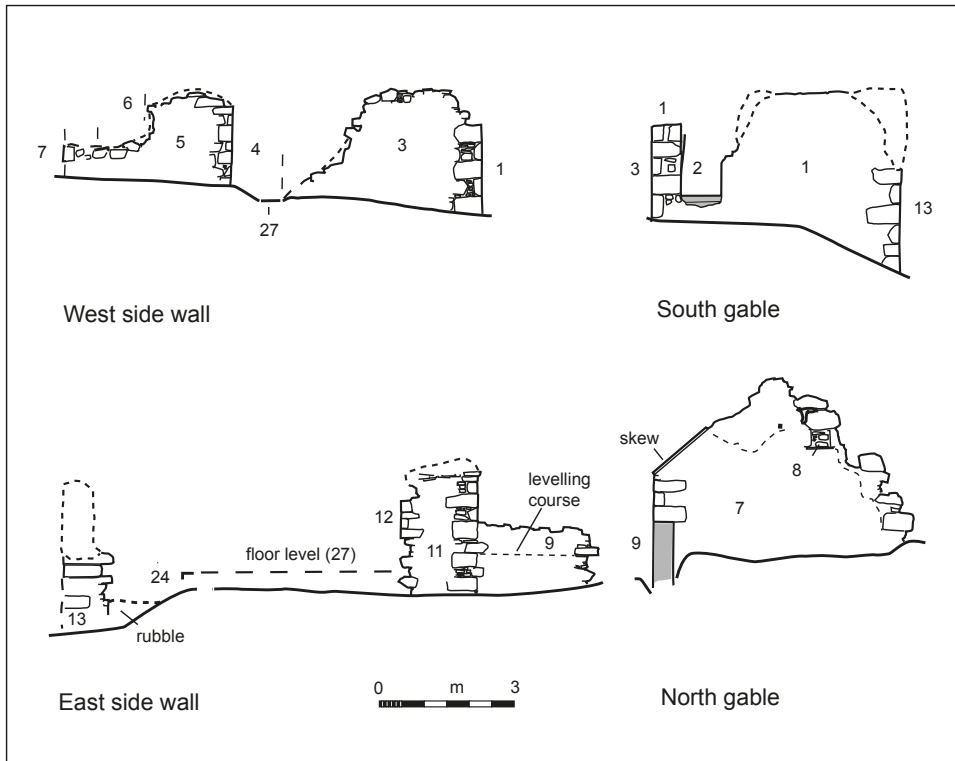 6
7
5
4
3
1
27
West side wall
1
3
2
1
13
South gable
12
11
9
levelling
course
floor level (27)
24
13
rubble
East side wall
0 m 3
skew
8
7
9
North gable